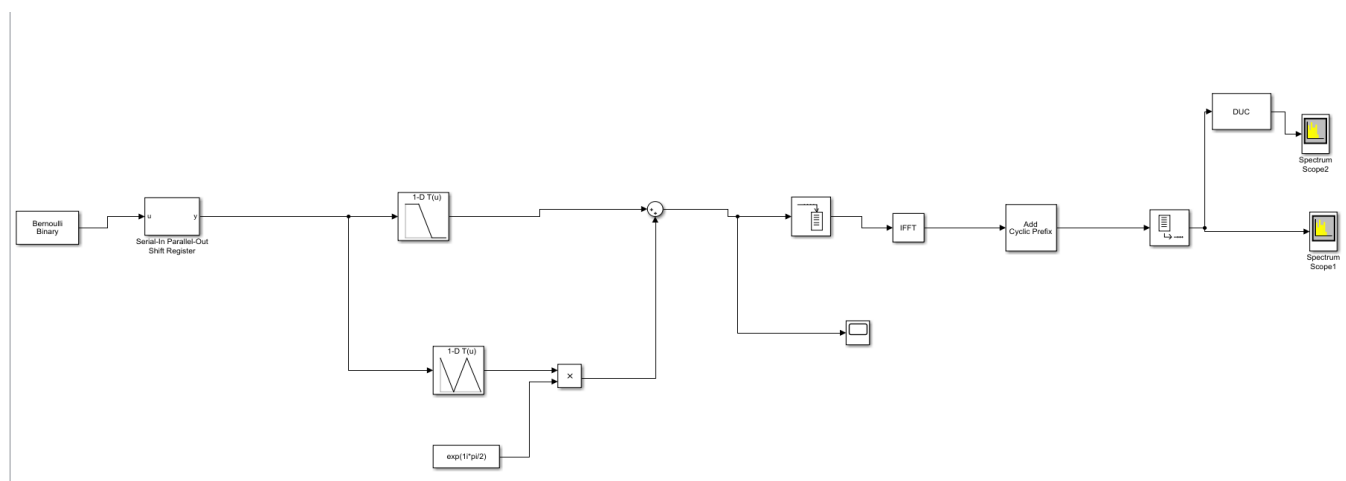 DUC
Spectrum
Scope2
1-D T(u)
Bernoulli
Binary
u
y
Serial-In Parallel-Out
Shift Register
+
+
IFFT
Add
Cyclic Prefix
Spectrum
Scope1
1-D T(u)
×
exp(1i*pi/2)